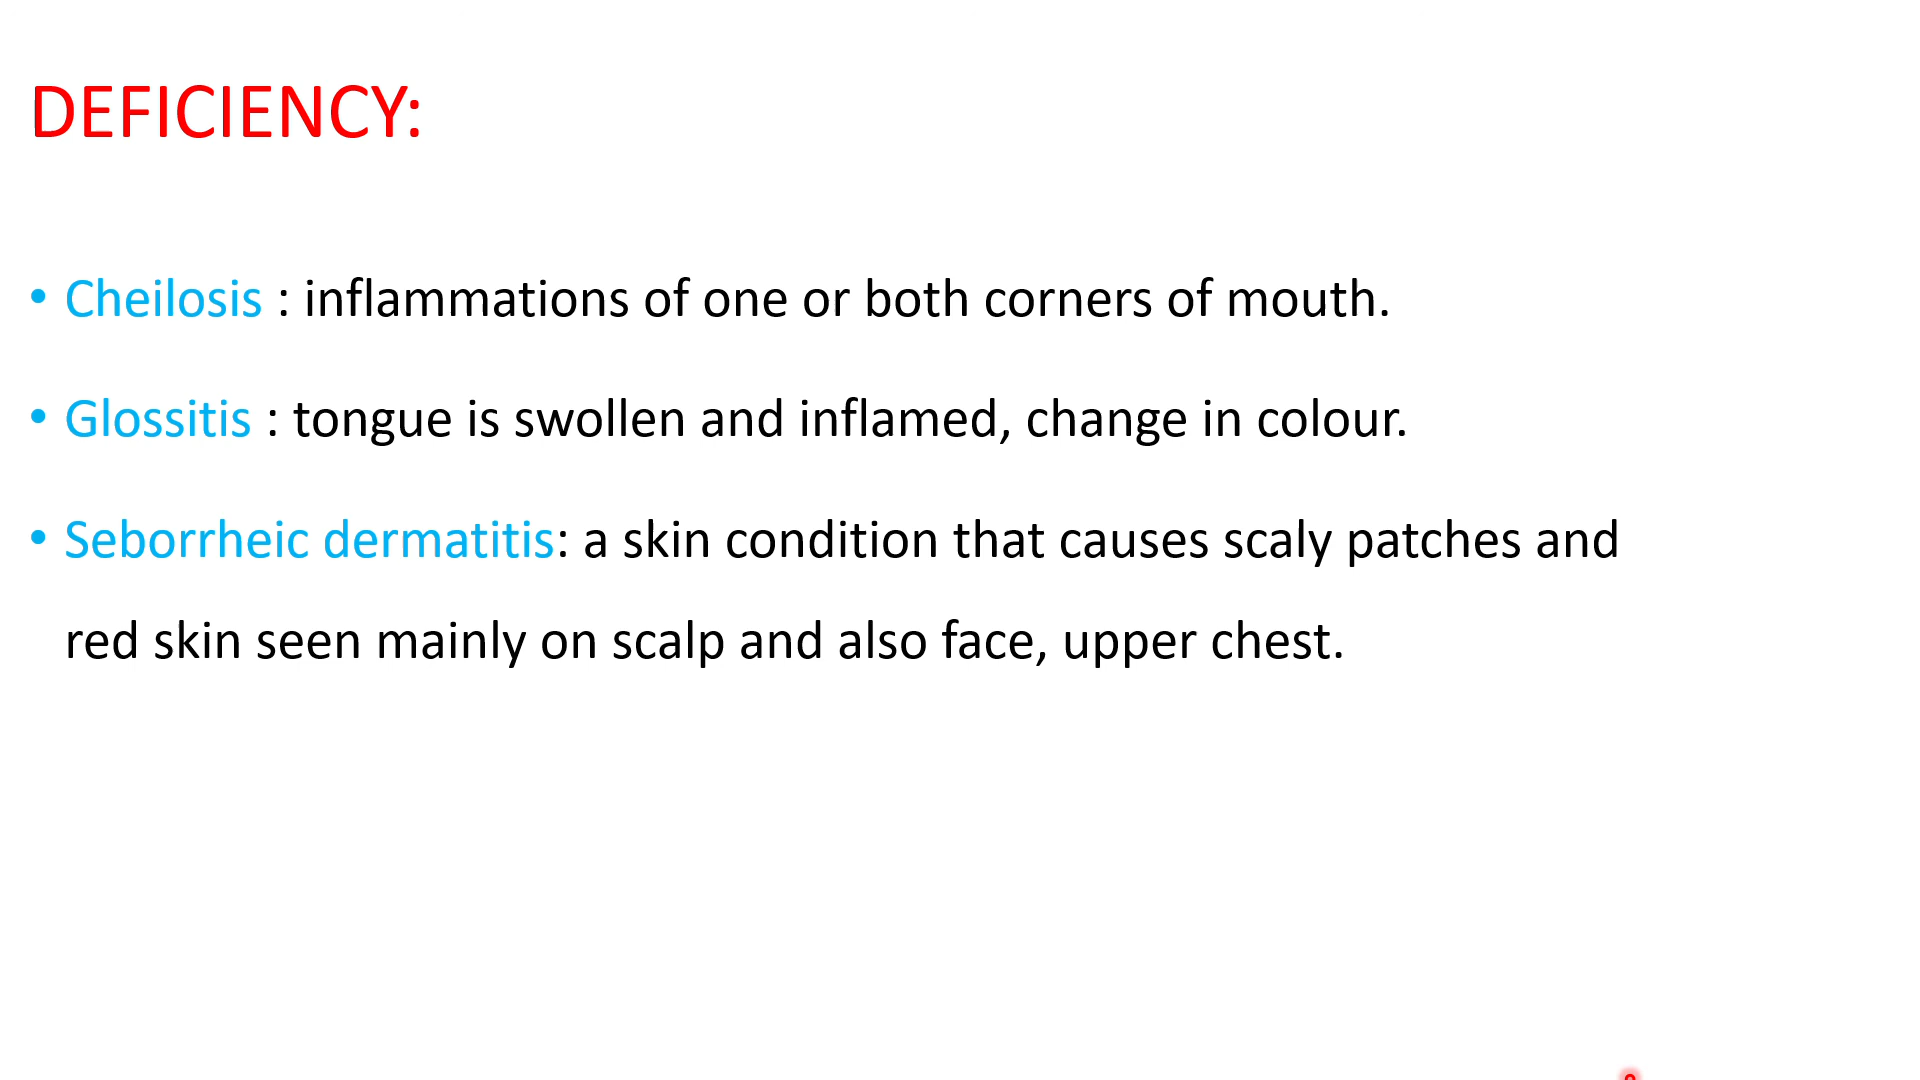 DEFICIENCY:
• Cheilosis : inflammations of one or both corners of mouth.
• Glossitis : tongue is swollen and inflamed, change in colour.
• Seborrheic dermatitis: a skin condition that causes scaly patches and
red skin seen mainly on scalp and also face, upper chest.